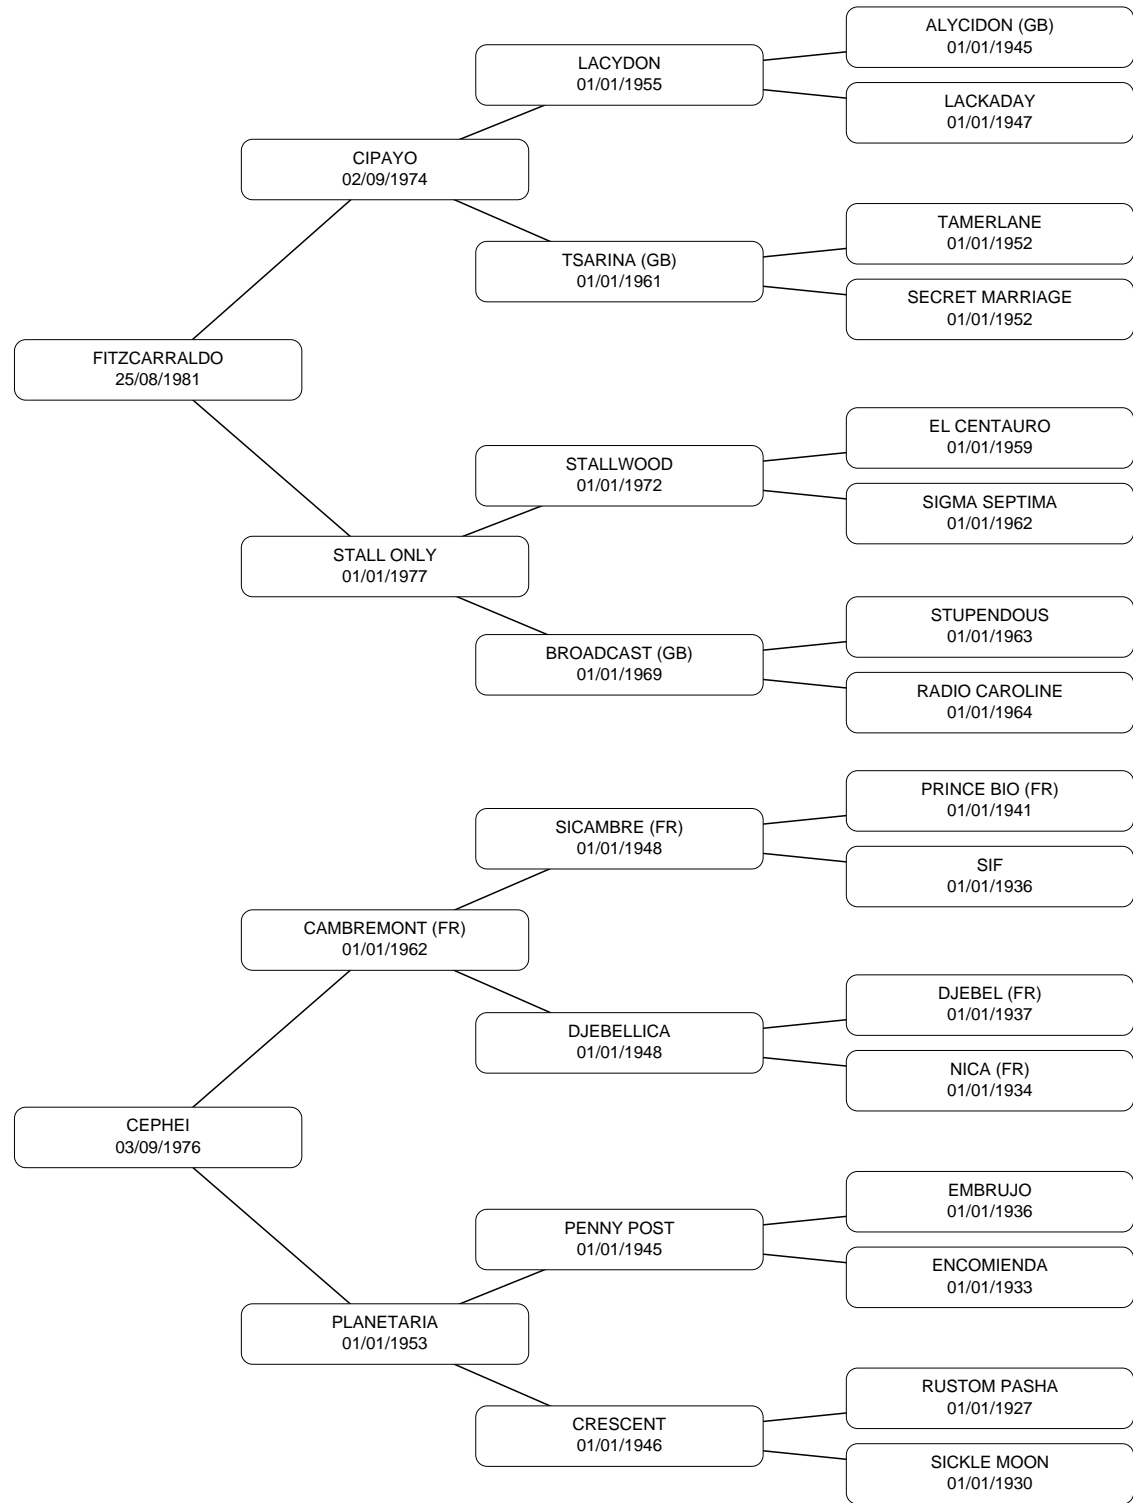 ALYCIDON (GB)
01/01/1945
LACYDON
01/01/1955
LACKADAY
01/01/1947
CIPAYO
02/09/1974
TAMERLANE
01/01/1952
TSARINA (GB)
01/01/1961
SECRET MARRIAGE
01/01/1952
FITZCARRALDO
25/08/1981
EL CENTAURO
01/01/1959
STALLWOOD
01/01/1972
SIGMA SEPTIMA
01/01/1962
STALL ONLY
01/01/1977
STUPENDOUS
01/01/1963
BROADCAST (GB)
01/01/1969
RADIO CAROLINE
01/01/1964
PRINCE BIO (FR)
01/01/1941
SICAMBRE (FR)
01/01/1948
SIF
01/01/1936
CAMBREMONT (FR)
01/01/1962
DJEBEL (FR)
01/01/1937
DJEBELLICA
01/01/1948
NICA (FR)
01/01/1934
CEPHEI
03/09/1976
EMBRUJO
01/01/1936
PENNY POST
01/01/1945
ENCOMIENDA
01/01/1933
PLANETARIA
01/01/1953
RUSTOM PASHA
01/01/1927
CRESCENT
01/01/1946
SICKLE MOON
01/01/1930